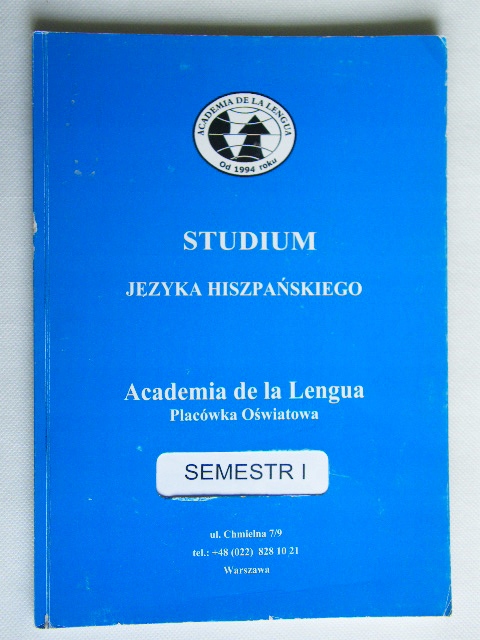 ACADEMIA DE LA LENGUA
Od 1994 roku
STUDIUM
JEZYKA HISZPAŃSKIEGO
Academia de la Lengua
Placówka Oświatowa
SEMESTR I
ul. Chmielna 7/9
tel.: +48 (022) 828 10 21
Warszawa